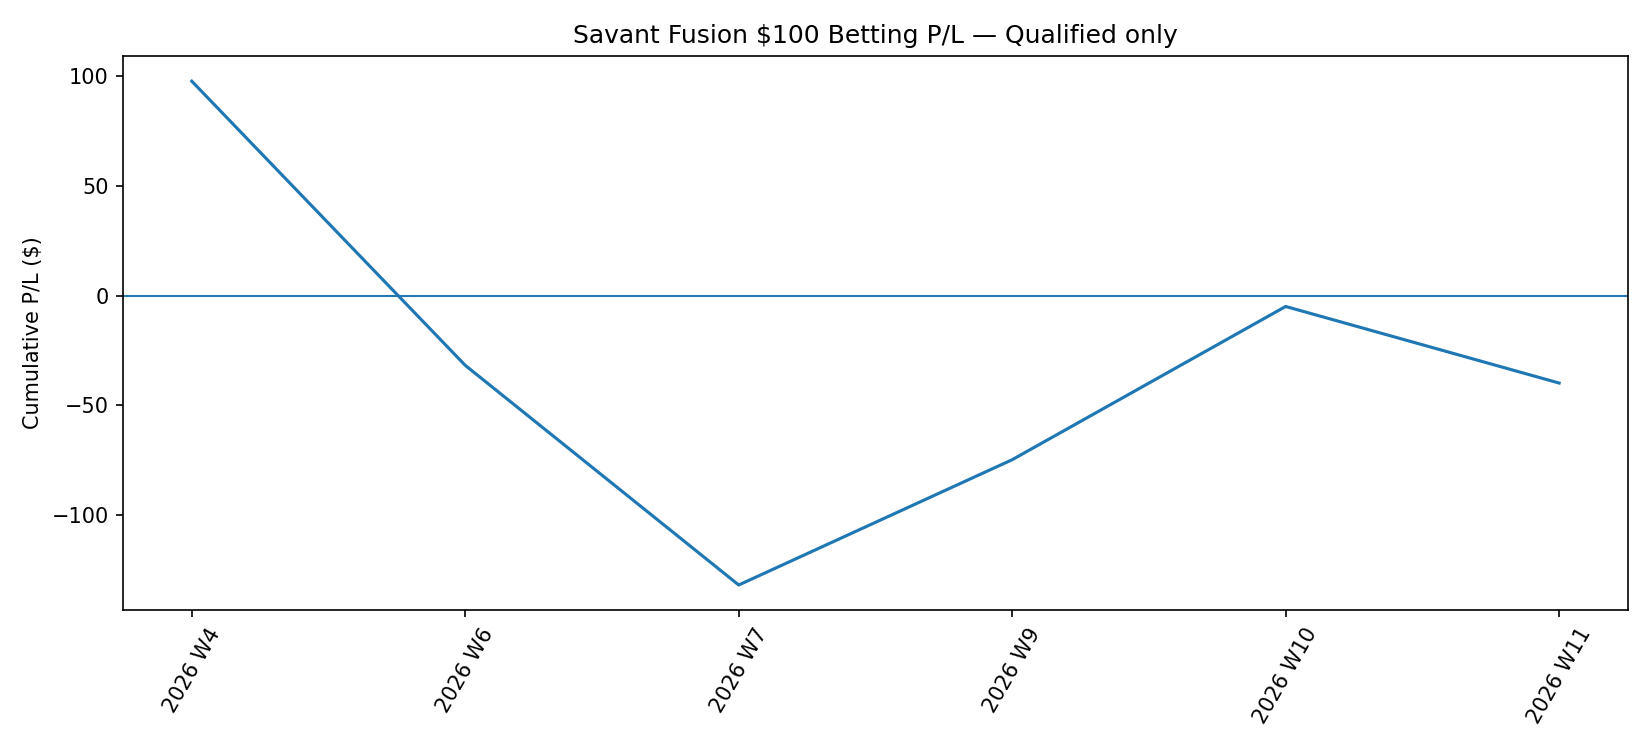 Savant Fusion $100 Betting P/L — Qualified only
Cumulative P/L ($)
100
50
0
−50
−100
2026 W4
2026 W6
2026 W7
2026 W9
2026 W10
2026 W11